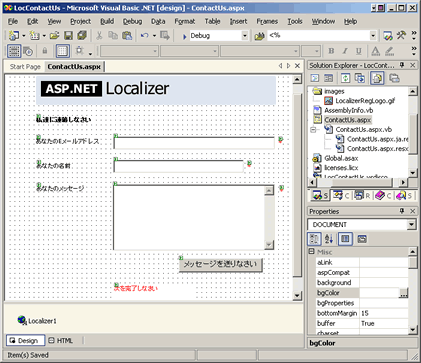 LocContactUs - Microsoft Visual Basic .NET [design] - ContactUs.aspx
File Edit View Project Build Debug Data Format Table Insert Frames Tools Window Help
Debug <%
Start Page ContactUs.aspx
ASP.NET Localizer
私達に連絡しなさい
あなたのEメールアドレス
あなたの名前
あなたのメッセージ
メッセージを送りなさい
次を完了しなさい
Localizer1
Design HTML
Item(s) Saved
Solution Explorer - LocCont...
images
LocalizerRegLogo.gif
AssemblyInfo.vb
ContactUs.aspx
ContactUs.aspx.vb
ContactUs.aspx.ja.re
ContactUs.aspx.resx
Global.asax
licenses.licx
LocContactUs.vsdisco
S C R C
Properties
DOCUMENT
Misc
aLink
aspCompat
background
bgColor ...
bgProperties
bottomMargin 15
buffer True
charset
bgColor